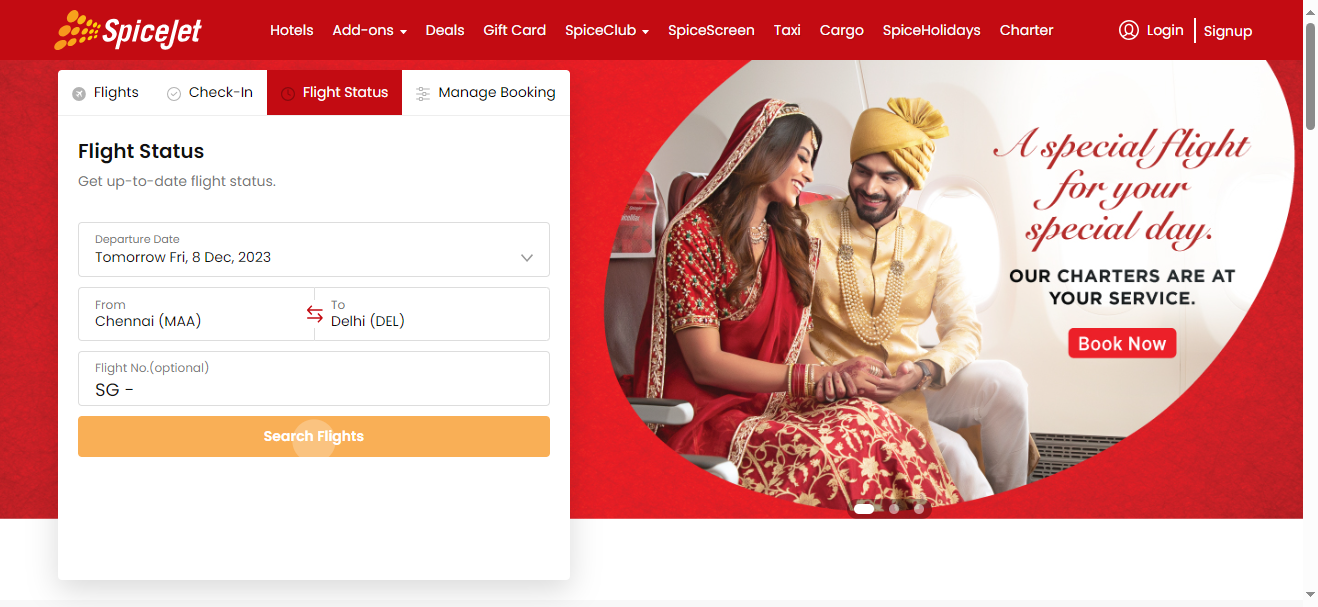 SpiceJet
Hotels Add-ons Deals Gift Card SpiceClub SpiceScreen Taxi Cargo SpiceHolidays Charter Login Signup
Flights Check-In Flight Status Manage Booking
Flight Status
Get up-to-date flight status.
Departure Date
Tomorrow Fri, 8 Dec, 2023
From To
Chennai (MAA) Delhi (DEL)
Flight No.(optional)
SG -
Search Flights
A special flight
for your
special day.
OUR CHARTERS ARE AT
YOUR SERVICE.
Book Now